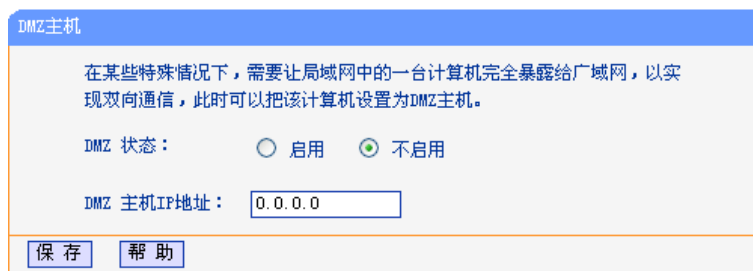 DMZ主机
在某些特殊情况下，需要让局域网中的一台计算机完全暴露给广域网，以实
现双向通信，此时可以把该计算机设置为DMZ主机。
DMZ 状态： 启用 不启用
DMZ 主机IP地址： 0.0.0.0
保 存 帮 助